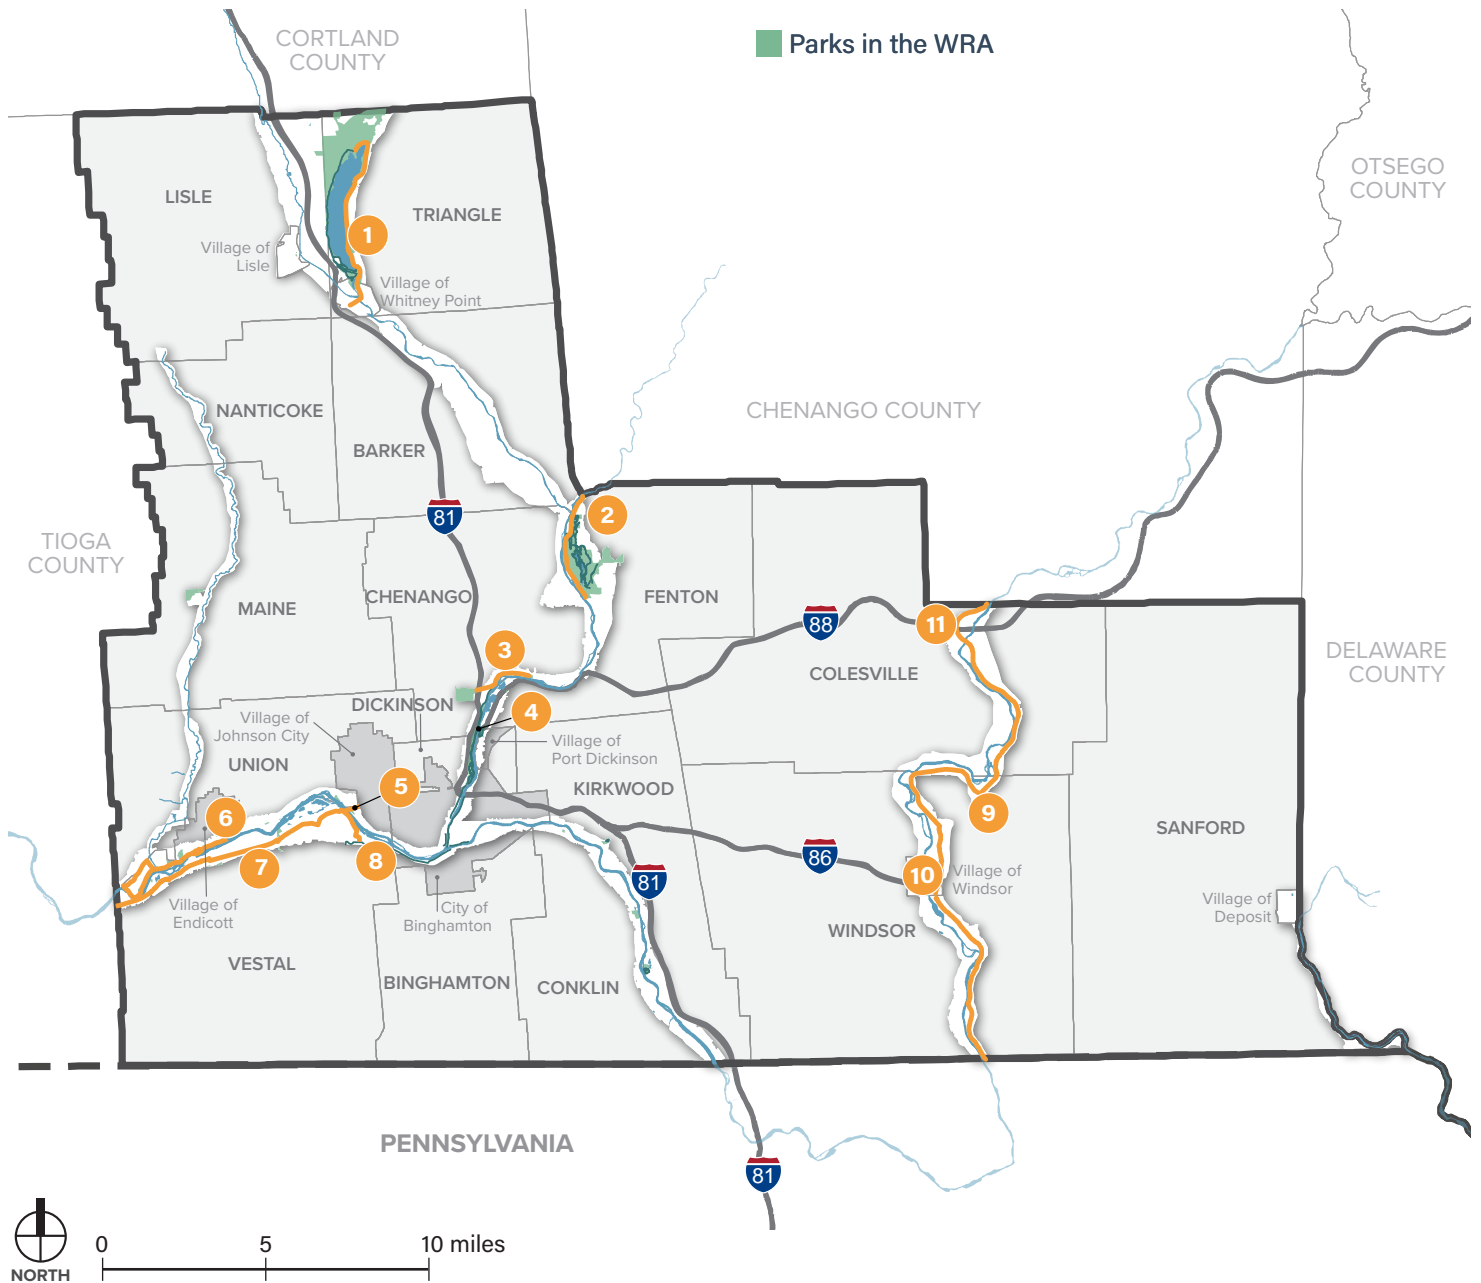 CORTLAND
COUNTY
Parks in the WRA
OTSEGO
COUNTY
LISLE
TRIANGLE
1
Village of
Lisle
Village of
Whitney Point
NANTICOKE
CHENANGO COUNTY
BARKER
81
2
TIOGA
COUNTY
MAINE
CHENANGO
FENTON
88
11
3
DELAWARE
COUNTY
COLESVILLE
DICKINSON
4
Village of
Johnson City
Village of
Port Dickinson
UNION
5
KIRKWOOD
6
9
SANFORD
7
8
86
10
Village of
Windsor
81
Village of
Endicott
City of
Binghamton
Village of
Deposit
WINDSOR
VESTAL
BINGHAMTON
CONKLIN
PENNSYLVANIA
81
0
5
10 miles
NORTH